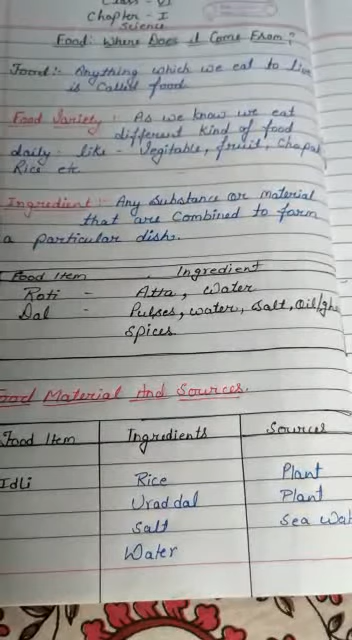 Class - VI
Chapter - I
Science
Food: Where Does it Come From?
Food:- Anything which we eat to live
is Called food.
Food Variety: As we know we eat
different kind of food
daily like - Vegitable, fruit, Chapati
Rice etc
Ingredient:- Any Substance or material
that are Combined to form
a particular dish.
Food Item Ingredient
Roti - Atta, Water
Dal - Pulses, water, Salt, Oil/ghe
Spices.
Food Material And Sources.
Food Item Ingredients Sources
Idli Rice Plant
Urad dal Plant
Salt Sea Wat
Water